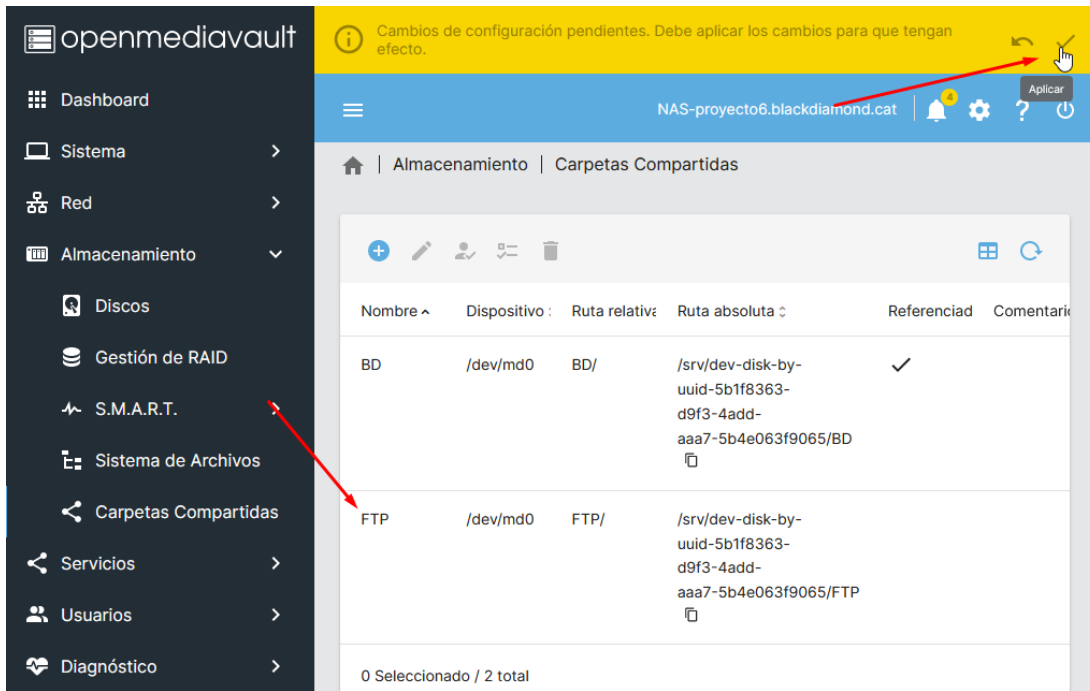 openmediavault
Dashboard
Sistema
Red
Almacenamiento
Discos
Gestión de RAID
S.M.A.R.T.
Sistema de Archivos
Carpetas Compartidas
Servicios
Usuarios
Diagnóstico
Cambios de configuración pendientes. Debe aplicar los cambios para que tengan
efecto.
Aplicar
NAS-proyecto6.blackdiamond.cat 4
| Almacenamiento | Carpetas Compartidas
Nombre Dispositivo Ruta relativa Ruta absoluta Referenciad Comentario
BD /dev/md0 BD/ /srv/dev-disk-by-
uuid-5b1f8363-
d9f3-4add-
aaa7-5b4e063f9065/BD
FTP /dev/md0 FTP/ /srv/dev-disk-by-
uuid-5b1f8363-
d9f3-4add-
aaa7-5b4e063f9065/FTP
0 Seleccionado / 2 total